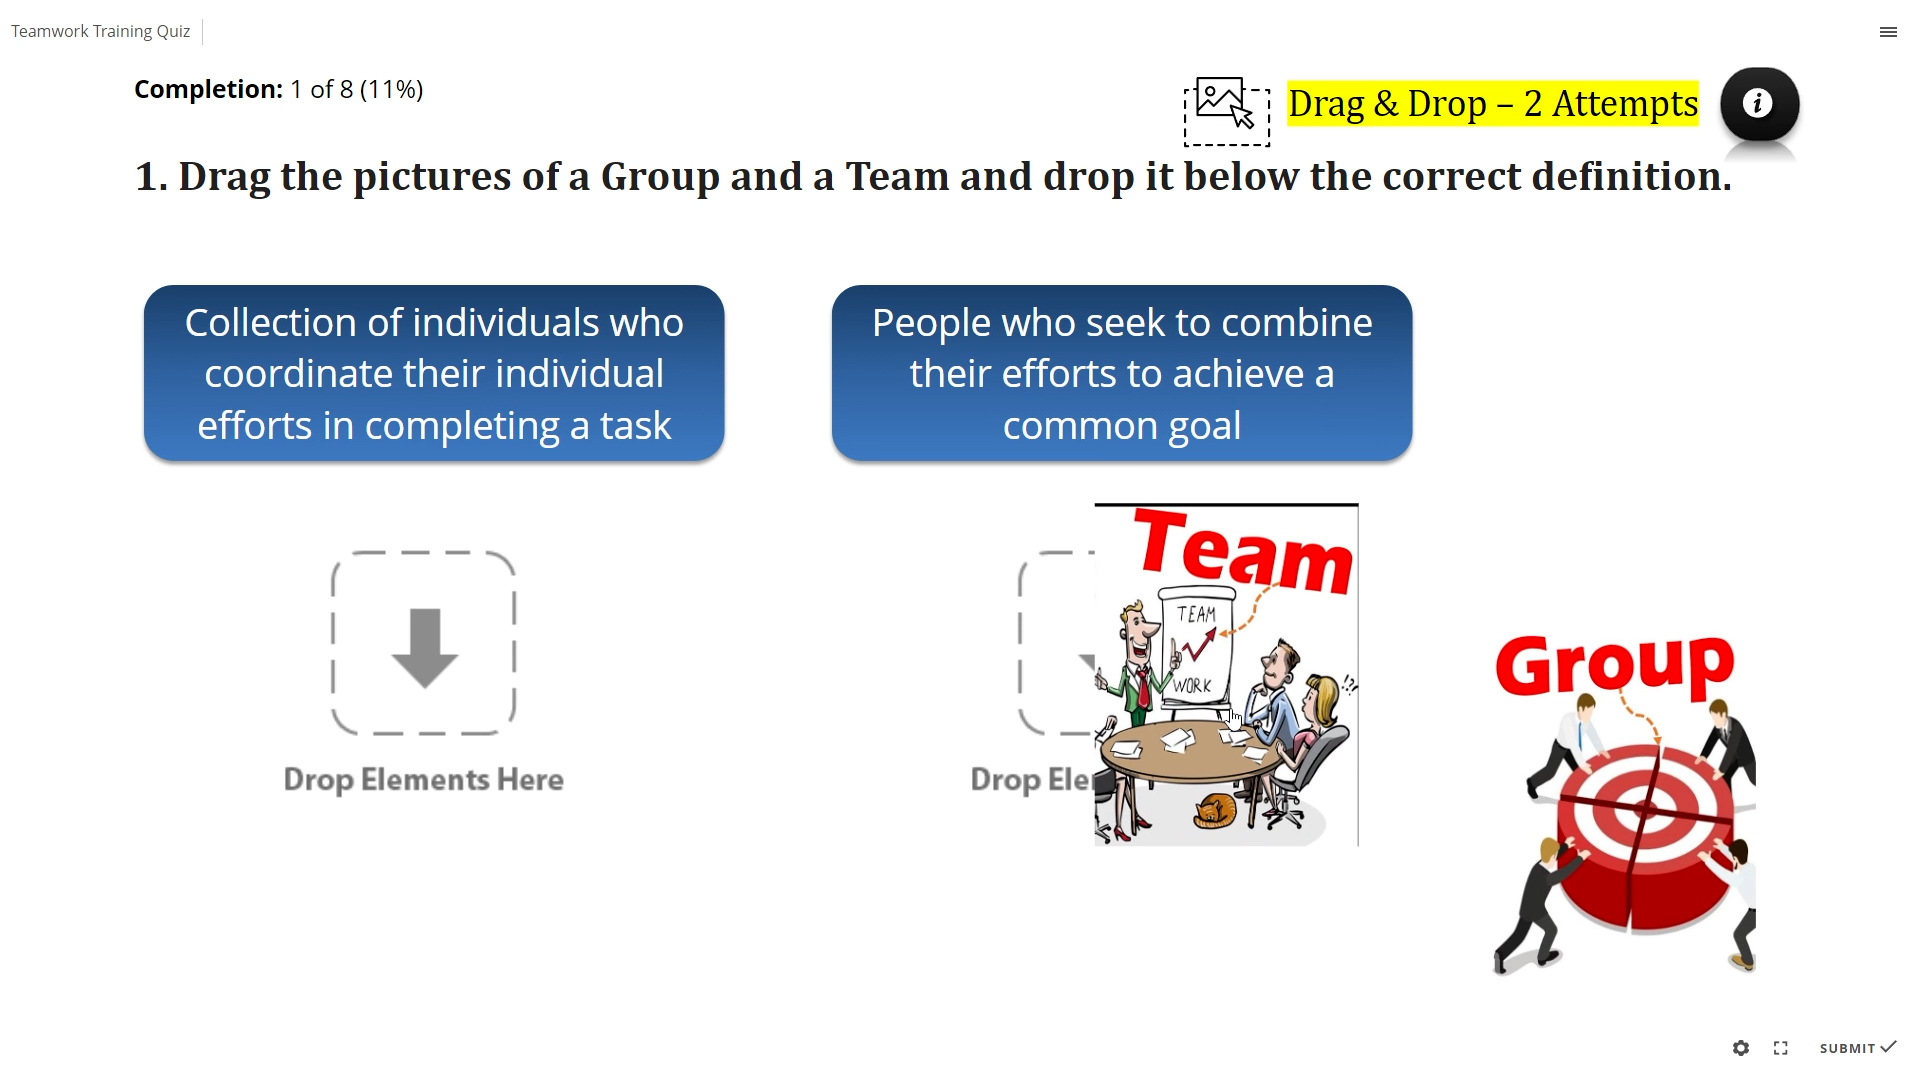 Teamwork Training Quiz
Completion: 1 of 8 (11%)
Drag & Drop – 2 Attempts
1. Drag the pictures of a Group and a Team and drop it below the correct definition.
Collection of individuals who
coordinate their individual
efforts in completing a task
People who seek to combine
their efforts to achieve a
common goal
Team
TEAM
WORK
!?!
Group
Drop Elements Here
Drop Ele
SUBMIT